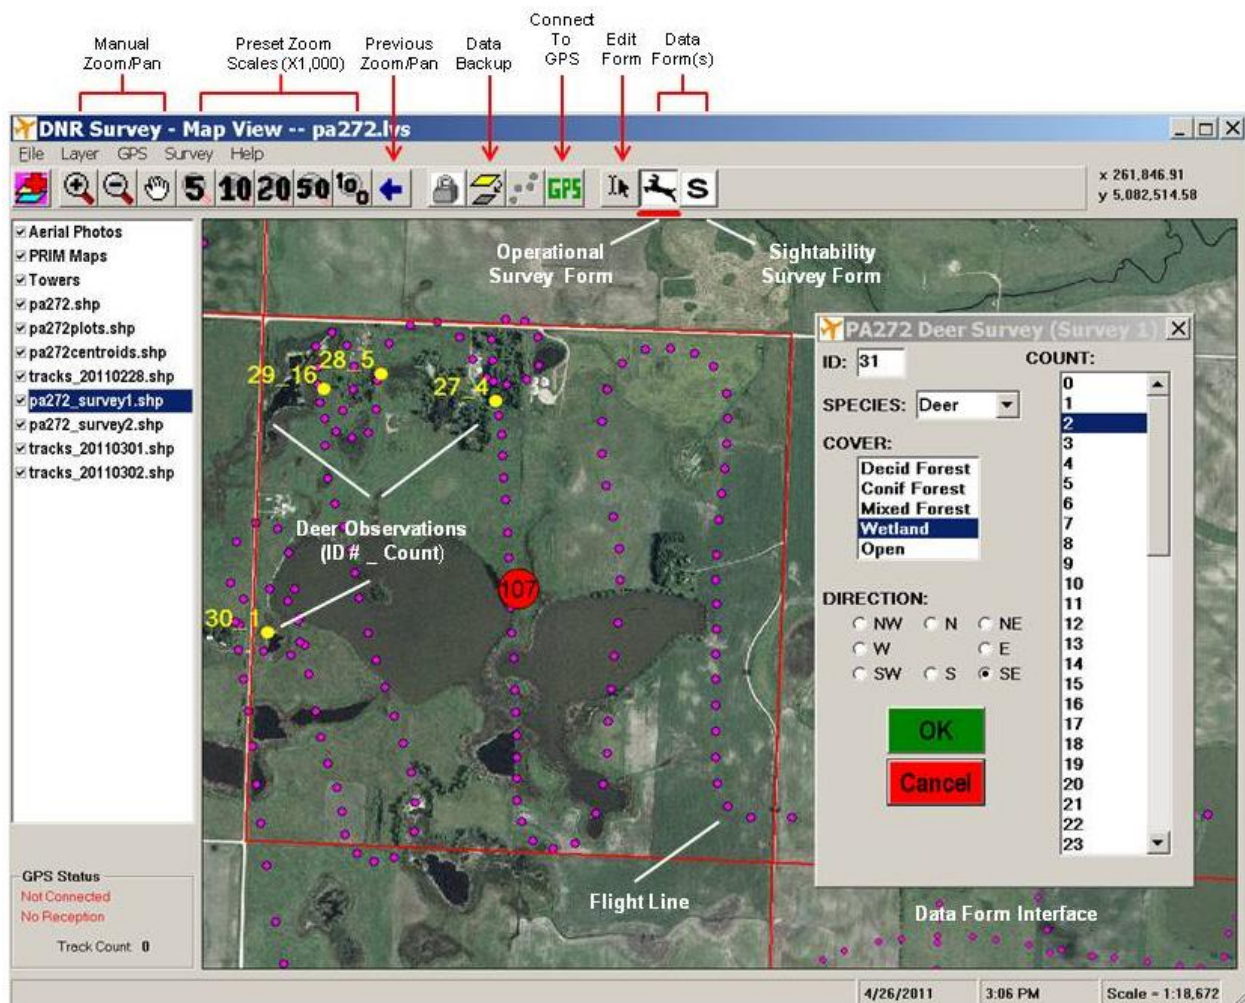 Manual
Zoom/Pan
Preset Zoom
Scales (X1,000)
Previous
Zoom/Pan
Data
Backup
Connect
To
GPS
Edit
Form
Data
Form(s)
DNR Survey - Map View -- pa272.lvs
File Layer GPS Survey Help
5 10 20 50 100 GPS S
x 261,846.91
y 5,082,514.58
Aerial Photos
PRIM Maps
Towers
pa272.shp
pa272plots.shp
pa272centroids.shp
tracks_20110228.shp
pa272_survey1.shp
pa272_survey2.shp
tracks_20110301.shp
tracks_20110302.shp
Operational
Survey Form
Sightability
Survey Form
28_5
29_16
27_4
Deer Observations
(ID # _ Count)
107
30_1
Flight Line
Data Form Interface
PA272 Deer Survey (Survey 1)
ID: 31
SPECIES: Deer
COVER:
Decid Forest
Conif Forest
Mixed Forest
Wetland
Open
DIRECTION:
NW N NE
W E
SW S SE
OK
Cancel
COUNT:
0
1
2
3
4
5
6
7
8
9
10
11
12
13
14
15
16
17
18
19
20
21
22
23
GPS Status
Not Connected
No Reception
Track Count 0
4/26/2011 3:06 PM Scale = 1:18,672